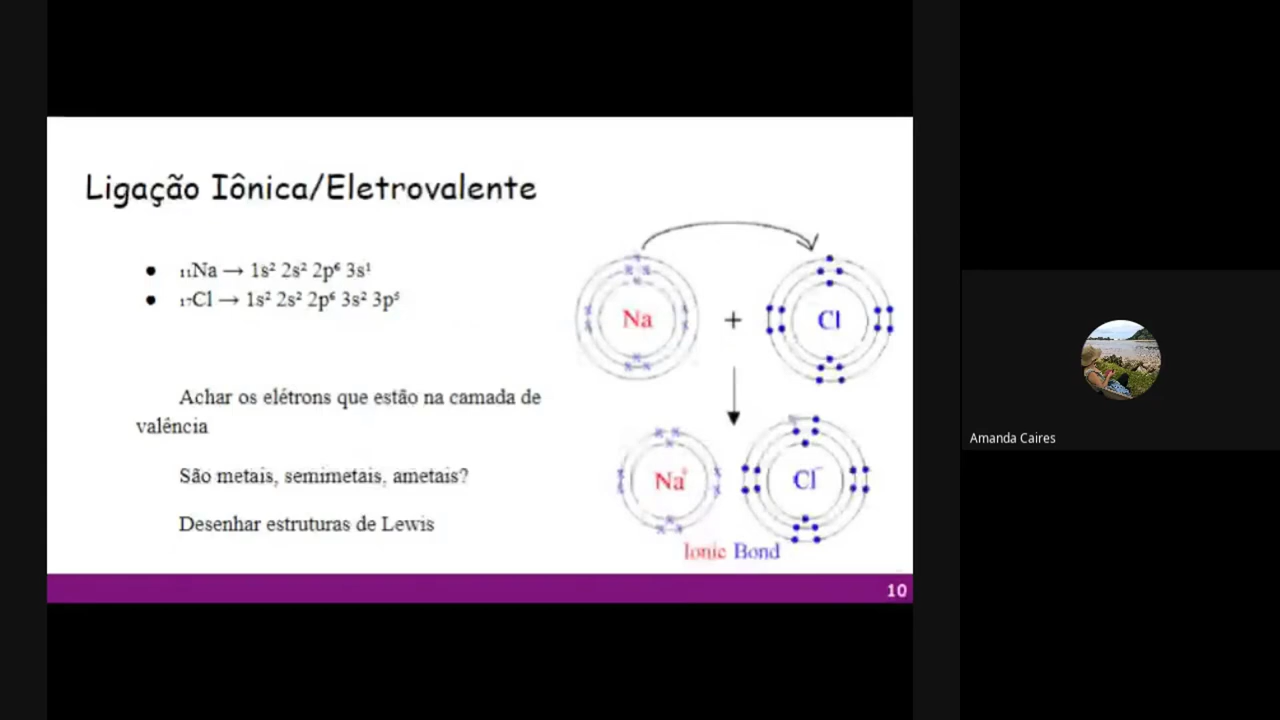 Ligação Iônica/Eletrovalente
● ₁₁Na → 1s² 2s² 2p⁶ 3s¹
● ₁₇Cl → 1s² 2s² 2p⁶ 3s² 3p⁵
Achar os elétrons que estão na camada de
valência
São metais, semimetais, ametais?
Desenhar estruturas de Lewis
Na + Cl
Na⁺ Cl⁻
Ionic Bond
10
Amanda Caires